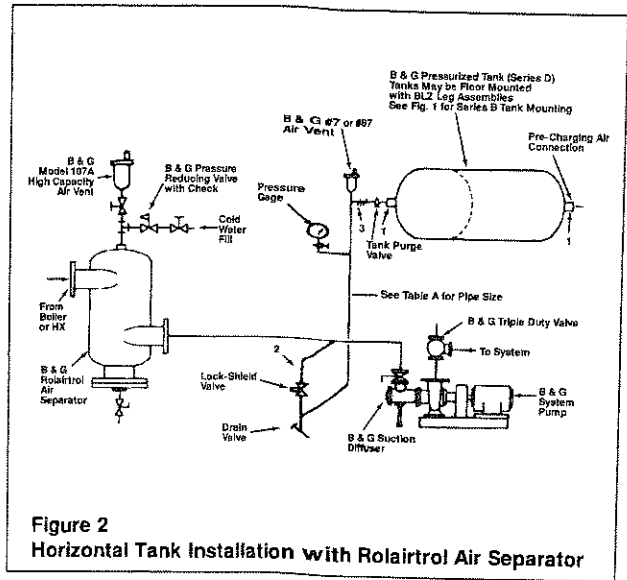 B & G Pressurized Tank (Series D)
Tanks May be Floor Mounted
with BL2 Leg Assemblies
See Fig. 1 for Series B Tank Mounting
B & G #7 or #87
Air Vent
Pre-Charging Air
Connection
B & G
Model 107A
High Capacity
Air Vent
B & G Pressure
Reducing Valve
with Check
Pressure
Gage
Cold
Water
Fill
3
1
Tank Purge
Valve
1
From
Boiler
or HX
See Table A for Pipe Size
B & G Triple Duty Valve
To System
2
B & G
Rolairtrol
Air
Separator
Lock-Shield
Valve
B & G
System
Pump
Drain
Valve
B & G Suction
Diffuser
Figure 2
Horizontal Tank Installation with Rolairtrol Air Separator